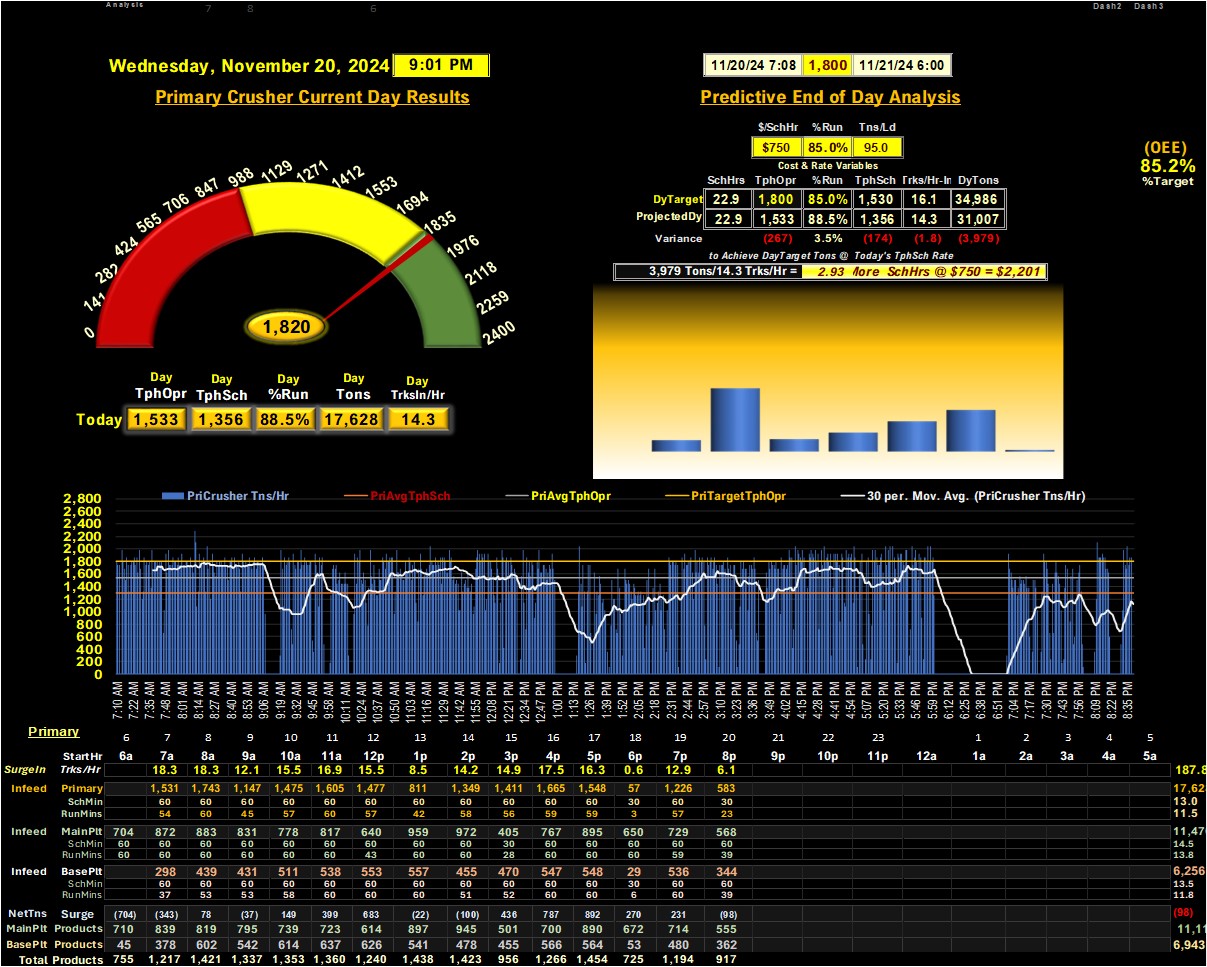 Analysis 7 8 6 Dash2 Dash3
Wednesday, November 20, 2024 9:01 PM
11/20/24 7:08 1,800 11/21/24 6:00
Primary Crusher Current Day Results
Predictive End of Day Analysis
$/SchHr %Run Tns/Ld
$750 85.0% 95.0
Cost & Rate Variables
(OEE)
85.2%
%Target
SchHrs TphOpr %Run TphSch Trks/Hr-In DyTons
DyTarget 22.9 1,800 85.0% 1,530 16.1 34,986
ProjectedDy 22.9 1,533 88.5% 1,356 14.3 31,007
Variance (267) 3.5% (174) (1.8) (3,979)
to Achieve DayTarget Tons @ Today's TphSch Rate
3,979 Tons/14.3 Trks/Hr = 2.93 More SchHrs @ $750 = $2,201
0 141 282 424 565 706 847 988 1129 1271 1412 1553 1694 1835 1976 2118 2259 2400
1,820
Day Day Day Day Day
TphOpr TphSch %Run Tons TrksIn/Hr
Today 1,533 1,356 88.5% 17,628 14.3
PriCrusher Tns/Hr PriAvgTphSch PriAvgTphOpr PriTargetTphOpr 30 per. Mov. Avg. (PriCrusher Tns/Hr)
2,800
2,600
2,400
2,200
2,000
1,800
1,600
1,400
1,200
1,000
800
600
400
200
0
7:10 AM 7:22 AM 7:35 AM 7:49 AM 8:01 AM 8:14 AM 8:27 AM 8:40 AM 8:53 AM 9:06 AM 9:19 AM 9:32 AM 9:45 AM 9:58 AM 10:11 AM 10:24 AM 10:37 AM 10:50 AM 11:03 AM 11:16 AM 11:29 AM 11:42 AM 11:55 AM 12:08 PM 12:21 PM 12:34 PM 12:47 PM 1:00 PM 1:13 PM 1:26 PM 1:39 PM 1:52 PM 2:05 PM 2:18 PM 2:31 PM 2:44 PM 2:57 PM 3:10 PM 3:23 PM 3:36 PM 3:49 PM 4:02 PM 4:15 PM 4:28 PM 4:41 PM 4:54 PM 5:07 PM 5:20 PM 5:33 PM 5:46 PM 5:59 PM 6:12 PM 6:25 PM 6:38 PM 6:51 PM 7:04 PM 7:17 PM 7:30 PM 7:43 PM 7:56 PM 8:09 PM 8:22 PM 8:35 PM
Primary 6 7 8 9 10 11 12 13 14 15 16 17 18 19 20 21 22 23 1 2 3 4 5
StartHr 6a 7a 8a 9a 10a 11a 12p 1p 2p 3p 4p 5p 6p 7p 8p 9p 10p 11p 12a 1a 2a 3a 4a 5a
SurgeIn Trks/Hr 18.3 18.3 12.1 15.5 16.9 15.5 8.5 14.2 14.9 17.5 16.3 0.6 12.9 6.1 187.8
Infeed Primary 1,531 1,743 1,147 1,475 1,605 1,477 811 1,349 1,411 1,665 1,548 57 1,226 583 17,628
SchMin 60 60 60 60 60 60 60 60 60 60 60 30 60 30 13.0
RunMins 54 60 45 57 60 57 42 58 56 59 59 3 57 23 11.5
Infeed MainPlt 704 872 883 831 778 817 640 959 972 405 767 895 650 729 568 11,470
SchMin 60 60 60 60 60 60 60 60 60 30 60 60 60 60 60 14.5
RunMins 60 60 60 60 60 60 43 60 60 28 60 60 60 59 39 13.8
Infeed BasePlt 298 439 431 511 538 553 557 455 470 547 548 29 536 344 6,256
SchMin 60 60 60 60 60 60 60 60 60 60 60 30 60 60 13.5
RunMins 37 53 53 58 60 60 60 51 52 60 60 6 60 39 11.8
NetTns Surge (704) (343) 78 (37) 149 399 683 (22) (100) 436 787 892 270 231 (98) (98)
MainPlt Products 710 839 819 795 739 723 614 897 945 501 700 890 672 714 555 11,11
BasePlt Products 45 378 602 542 614 637 626 541 478 455 566 564 53 480 362 6,943
Total Products 755 1,217 1,421 1,337 1,353 1,360 1,240 1,438 1,423 956 1,266 1,454 725 1,194 917